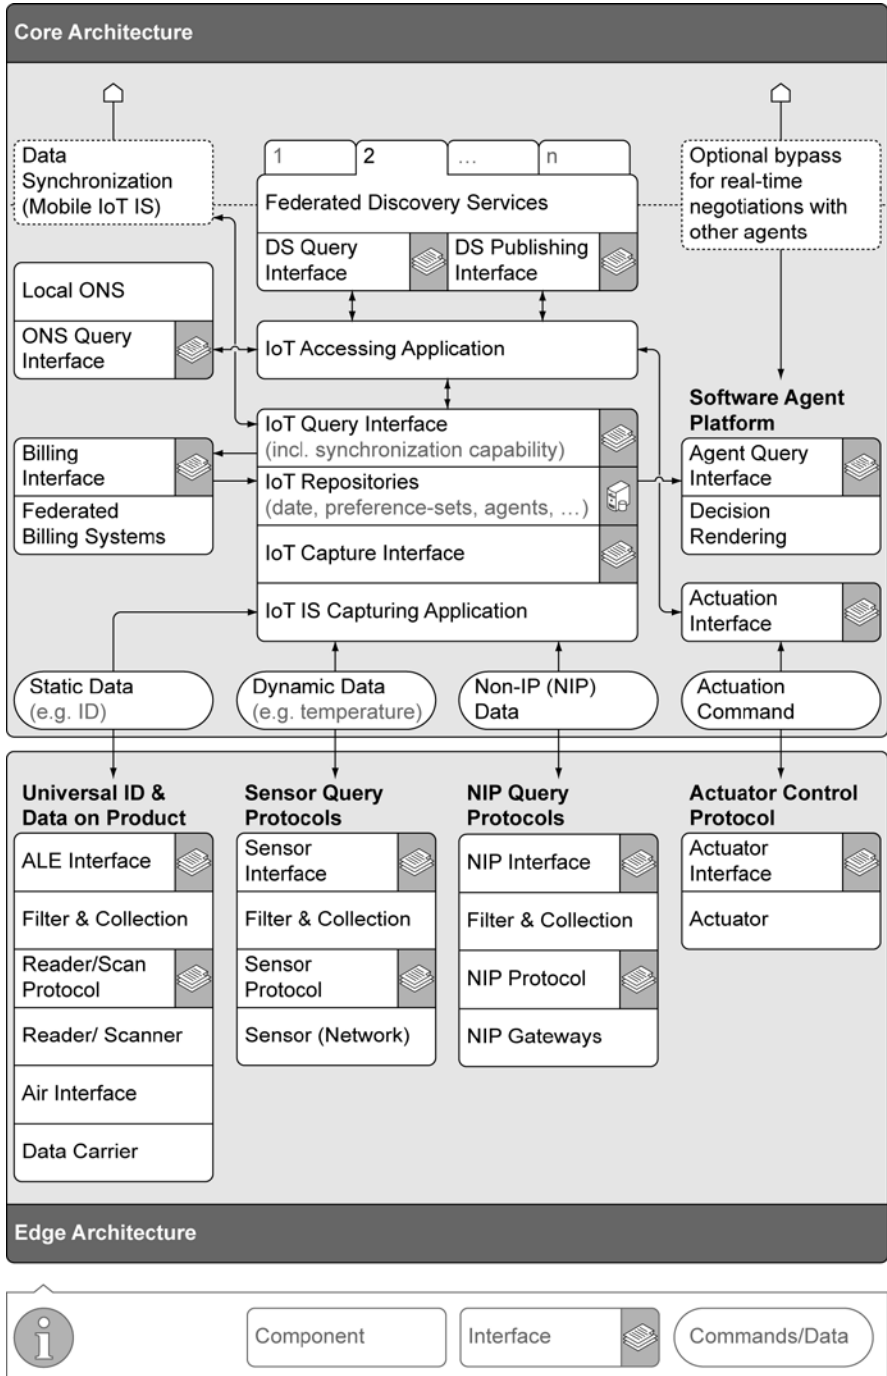 Core Architecture
Data
Synchronization
(Mobile IoT IS)
1
2
...
n
Federated Discovery Services
DS Query
Interface
DS Publishing
Interface
Optional bypass
for real-time
negotiations with
other agents
Local ONS
ONS Query
Interface
IoT Accessing Application
Software Agent
Platform
IoT Query Interface
(incl. synchronization capability)
Billing
Interface
Agent Query
Interface
IoT Repositories
(date, preference-sets, agents, ...)
Federated
Billing Systems
Decision
Rendering
IoT Capture Interface
IoT IS Capturing Application
Actuation
Interface
Static Data
(e.g. ID)
Dynamic Data
(e.g. temperature)
Non-IP (NIP)
Data
Actuation
Command
Universal ID &
Data on Product
ALE Interface
Filter & Collection
Reader/Scan
Protocol
Reader/ Scanner
Air Interface
Data Carrier
Sensor Query
Protocols
Sensor
Interface
Filter & Collection
Sensor
Protocol
Sensor (Network)
NIP Query
Protocols
NIP Interface
Filter & Collection
NIP Protocol
NIP Gateways
Actuator Control
Protocol
Actuator
Interface
Actuator
Edge Architecture
i
Component
Interface
Commands/Data